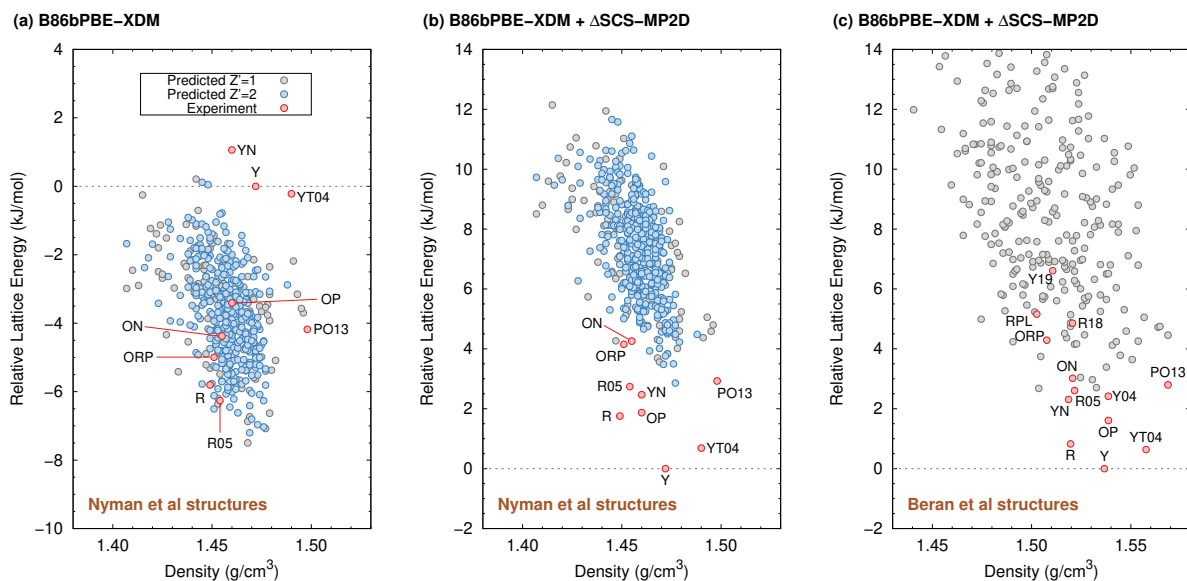 (a) B86bPBE−XDM
Relative Lattice Energy (kJ/mol)
4
2
0
−2
−4
−6
−8
−10
1.40
1.45
1.50
Density (g/cm³)
Predicted Z'=1
Predicted Z'=2
Experiment
YN
Y
YT04
OP
ON
PO13
ORP
R
R05
Nyman et al structures
(b) B86bPBE−XDM + ΔSCS−MP2D
Relative Lattice Energy (kJ/mol)
14
12
10
8
6
4
2
0
−2
1.40
1.45
1.50
Density (g/cm³)
ON
ORP
R05
YN
PO13
R
OP
YT04
Y
Nyman et al structures
(c) B86bPBE−XDM + ΔSCS−MP2D
Relative Lattice Energy (kJ/mol)
14
12
10
8
6
4
2
0
−2
1.45
1.50
1.55
Density (g/cm³)
Y19
RPL
R18
ORP
ON
PO13
R05
Y04
YN
OP
YT04
R
Y
Beran et al structures